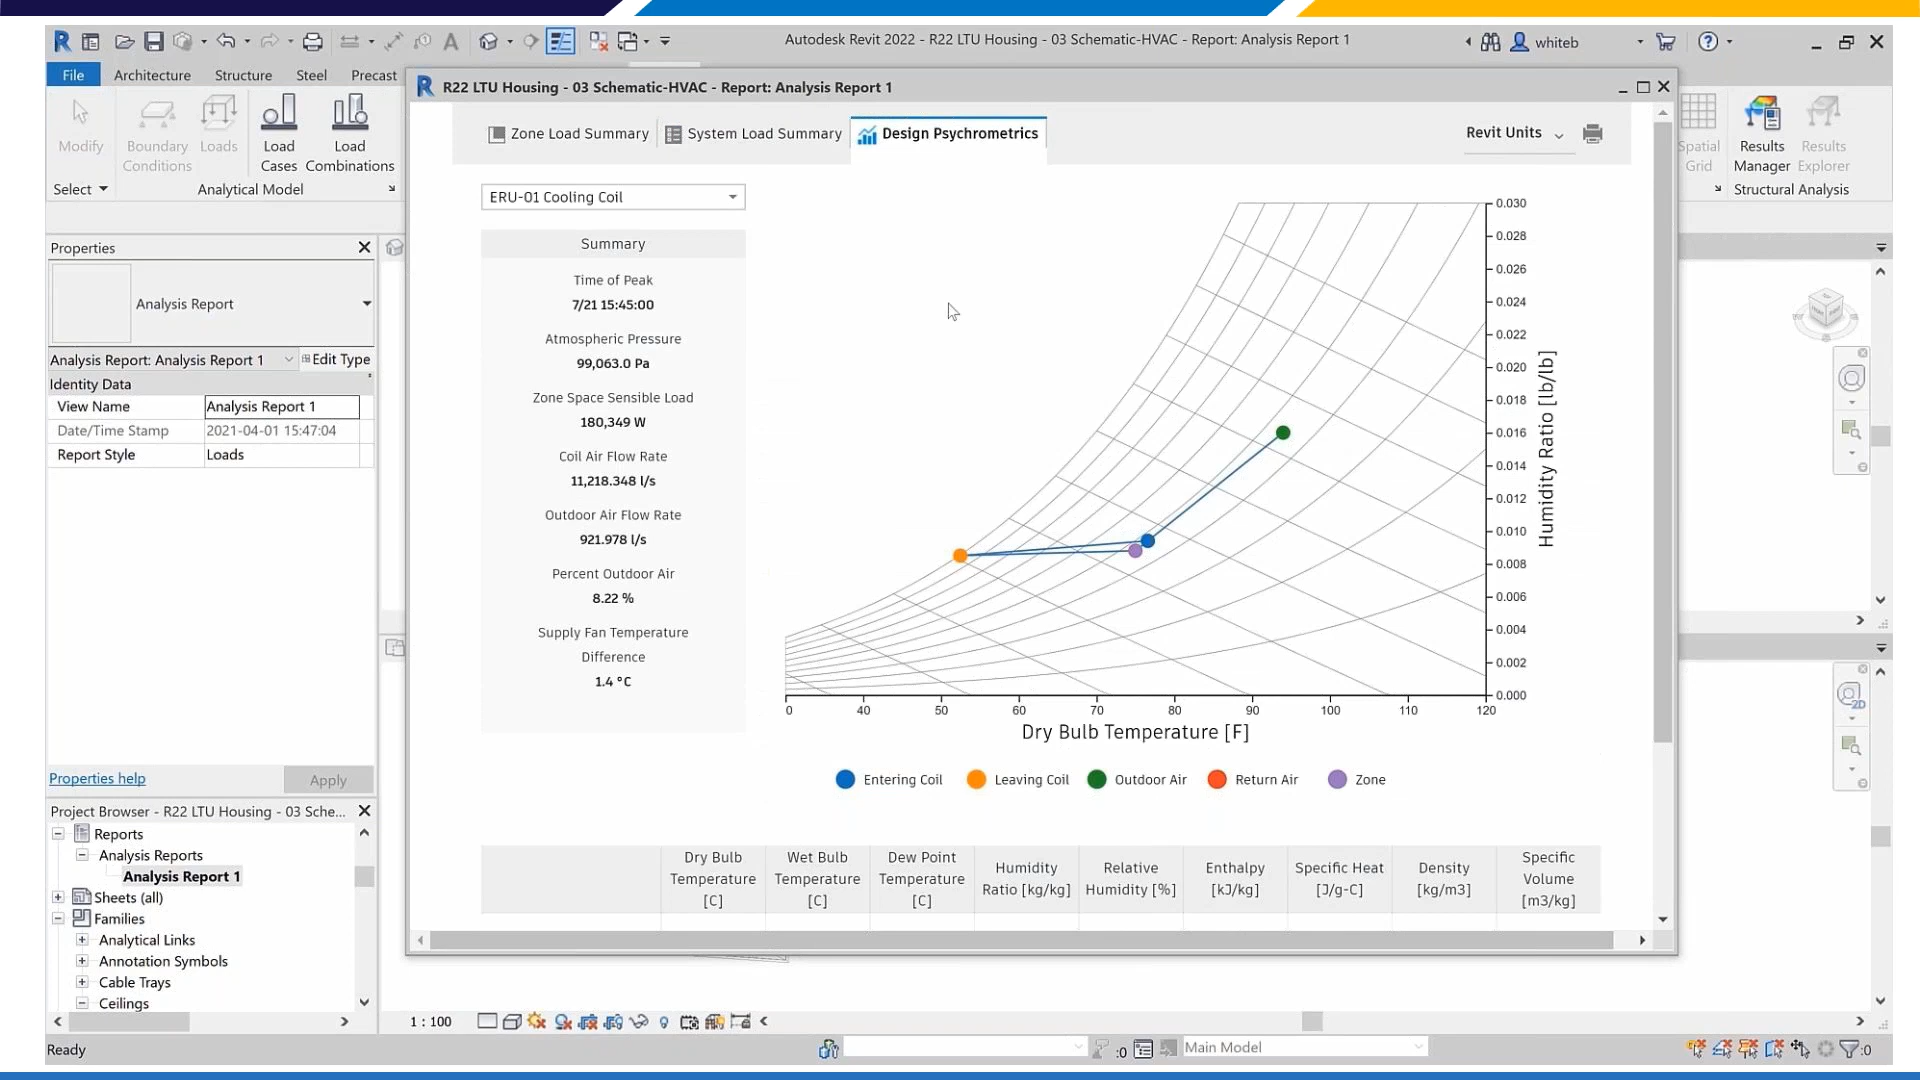 Autodesk Revit 2022 - R22 LTU Housing - 03 Schematic-HVAC - Report: Analysis Report 1
whiteb
File Architecture Structure Steel Precast
R22 LTU Housing - 03 Schematic-HVAC - Report: Analysis Report 1
Modify
Boundary Conditions
Loads
Load Cases
Load Combinations
Select
Analytical Model
Zone Load Summary
System Load Summary
Design Psychrometrics
Revit Units
Spatial Grid
Results Manager
Results Explorer
Structural Analysis
Properties
Analysis Report
Analysis Report: Analysis Report 1
Edit Type
Identity Data
View Name Analysis Report 1
Date/Time Stamp 2021-04-01 15:47:04
Report Style Loads
Properties help
Apply
Project Browser - R22 LTU Housing - 03 Sche...
Reports
Analysis Reports
Analysis Report 1
Sheets (all)
Families
Analytical Links
Annotation Symbols
Cable Trays
Ceilings
ERU-01 Cooling Coil
Summary
Time of Peak
7/21 15:45:00
Atmospheric Pressure
99,063.0 Pa
Zone Space Sensible Load
180,349 W
Coil Air Flow Rate
11,218.348 l/s
Outdoor Air Flow Rate
921.978 l/s
Percent Outdoor Air
8.22 %
Supply Fan Temperature
Difference
1.4 °C
0.030
0.028
0.026
0.024
0.022
0.020
0.018
0.016
0.014
0.012
0.010
0.008
0.006
0.004
0.002
0.000
Humidity Ratio [lb/lb]
0 40 50 60 70 80 90 100 110 120
Dry Bulb Temperature [F]
Entering Coil Leaving Coil Outdoor Air Return Air Zone
Dry Bulb Temperature [C]
Wet Bulb Temperature [C]
Dew Point Temperature [C]
Humidity Ratio [kg/kg]
Relative Humidity [%]
Enthalpy [kJ/kg]
Specific Heat [J/g-C]
Density [kg/m3]
Specific Volume [m3/kg]
1 : 100
2D
Ready
:0
Main Model
:0